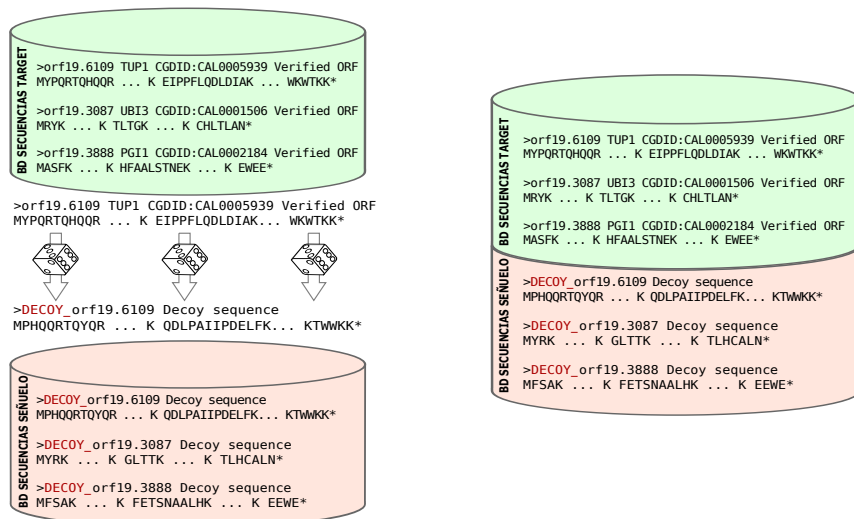 BD SECUENCIAS TARGET
>orf19.6109 TUP1 CGDID:CAL0005939 Verified ORF
MYPQRTQHQQR ... K EIPPFLQDLDIAK ... WKWTKK*
>orf19.3087 UBI3 CGDID:CAL0001506 Verified ORF
MRYK ... K TLTGK ... K CHLTLAN*
>orf19.3888 PGI1 CGDID:CAL0002184 Verified ORF
MASFK ... K HFAALSTNEK ... K EWEE*
>orf19.6109 TUP1 CGDID:CAL0005939 Verified ORF
MYPQRTQHQQR ... K EIPPFLQDLDIAK... WKWTKK*
>DECOY_orf19.6109 Decoy sequence
MPHQQRTQYQR ... K QDLPAIIPDELFK... KTWWKK*
BD SECUENCIAS SEÑUELO
>DECOY_orf19.6109 Decoy sequence
MPHQQRTQYQR ... K QDLPAIIPDELFK... KTWWKK*
>DECOY_orf19.3087 Decoy sequence
MYRK ... K GLTTK ... K TLHCALN*
>DECOY_orf19.3888 Decoy sequence
MFSAK ... K FETSNAALHK ... K EEWE*
BD SECUENCIAS TARGET
>orf19.6109 TUP1 CGDID:CAL0005939 Verified ORF
MYPQRTQHQQR ... K EIPPFLQDLDIAK ... WKWTKK*
>orf19.3087 UBI3 CGDID:CAL0001506 Verified ORF
MRYK ... K TLTGK ... K CHLTLAN*
>orf19.3888 PGI1 CGDID:CAL0002184 Verified ORF
MASFK ... K HFAALSTNEK ... K EWEE*
BD SECUENCIAS SEÑUELO
>DECOY_orf19.6109 Decoy sequence
MPHQQRTQYQR ... K QDLPAIIPDELFK... KTWWKK*
>DECOY_orf19.3087 Decoy sequence
MYRK ... K GLTTK ... K TLHCALN*
>DECOY_orf19.3888 Decoy sequence
MFSAK ... K FETSNAALHK ... K EEWE*